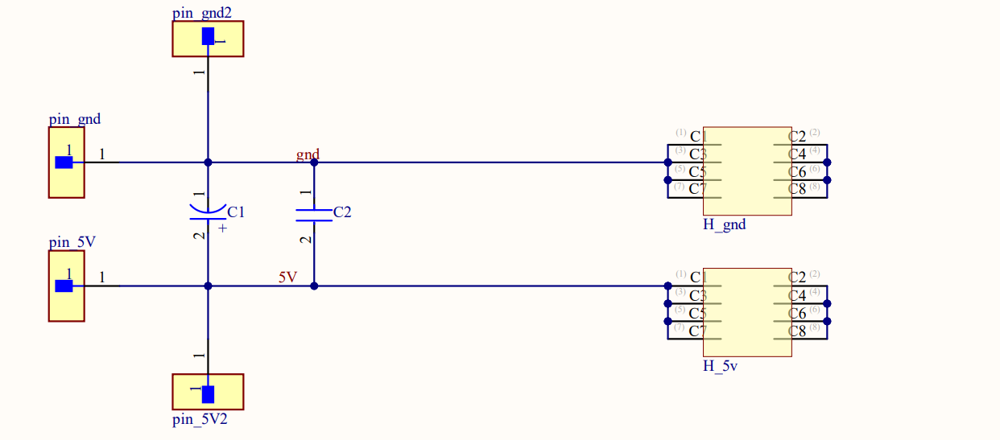 pin_gnd2
1
1
pin_gnd
1
1
gnd
(1) C1 C2 (2)
(3) C3 C4 (4)
(5) C5 C6 (6)
(7) C7 C8 (8)
H_gnd
1
C1
+
2
1
C2
2
pin_5V
1
1
5V
(1) C1 C2 (2)
(3) C3 C4 (4)
(5) C5 C6 (6)
(7) C7 C8 (8)
H_5v
1
1
pin_5V2